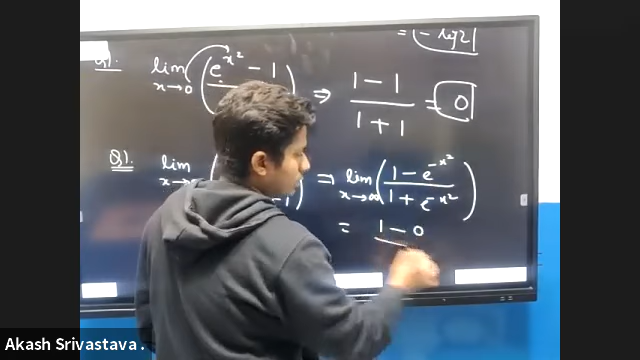 = - log2
Q1. lim x→0 (e^x² - 1 ) ⇒ 1 - 1 / 1 + 1 = 0
Q1. lim ( ) ⇒ lim x→∞ (1 - e^-x² / 1 + e^-x²)
= 1 - 0
Akash Srivastava .